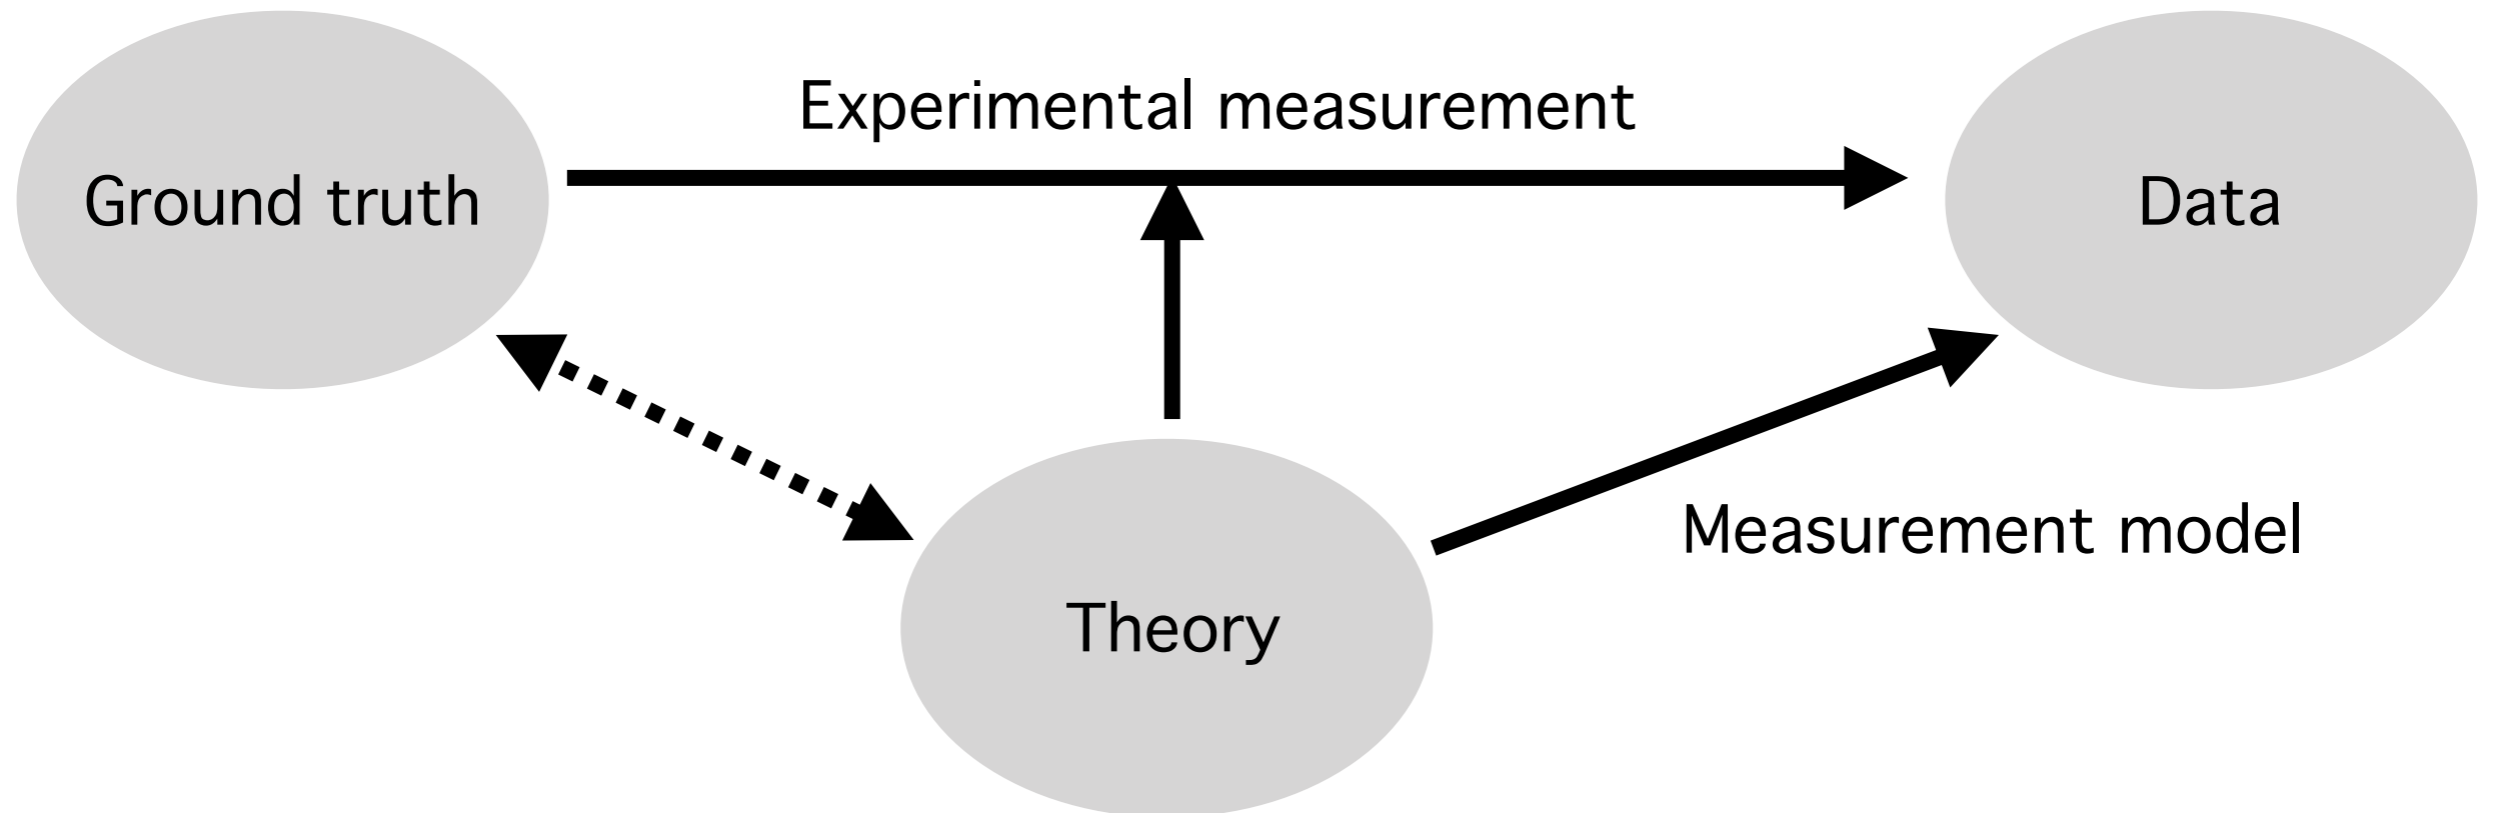 Experimental measurement
Ground truth
Data
Measurement model
Theory